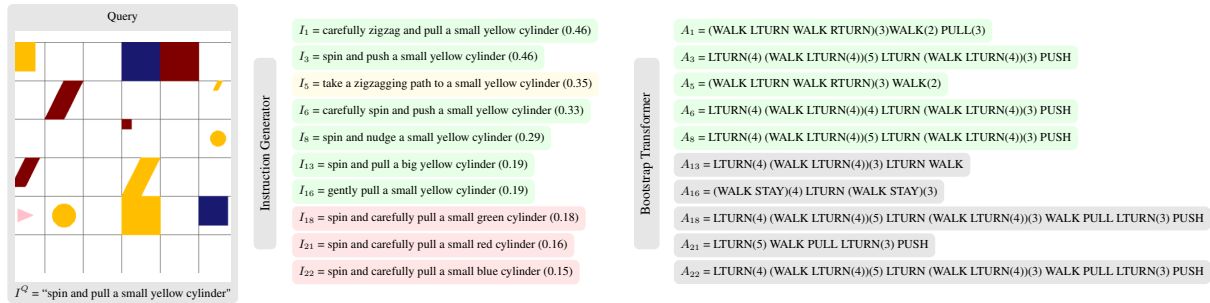 Query
I^Q = "spin and pull a small yellow cylinder"
Instruction Generator
I_1 = carefully zigzag and pull a small yellow cylinder (0.46)
I_3 = spin and push a small yellow cylinder (0.46)
I_5 = take a zigzagging path to a small yellow cylinder (0.35)
I_6 = carefully spin and push a small yellow cylinder (0.33)
I_8 = spin and nudge a small yellow cylinder (0.29)
I_13 = spin and pull a big yellow cylinder (0.19)
I_16 = gently pull a small yellow cylinder (0.19)
I_18 = spin and carefully pull a small green cylinder (0.18)
I_21 = spin and carefully pull a small red cylinder (0.16)
I_22 = spin and carefully pull a small blue cylinder (0.15)
Bootstrap Transformer
A_1 = (WALK LTURN WALK RTURN)(3)WALK(2) PULL(3)
A_3 = LTURN(4) (WALK LTURN(4))(5) LTURN (WALK LTURN(4))(3) PUSH
A_5 = (WALK LTURN WALK RTURN)(3) WALK(2)
A_6 = LTURN(4) (WALK LTURN(4))(4) LTURN (WALK LTURN(4))(3) PUSH
A_8 = LTURN(4) (WALK LTURN(4))(5) LTURN (WALK LTURN(4))(3) PUSH
A_13 = LTURN(4) (WALK LTURN(4))(3) LTURN WALK
A_16 = (WALK STAY)(4) LTURN (WALK STAY)(3)
A_18 = LTURN(4) (WALK LTURN(4))(5) LTURN (WALK LTURN(4))(3) WALK PULL LTURN(3) PUSH
A_21 = LTURN(5) WALK PULL LTURN(3) PUSH
A_22 = LTURN(4) (WALK LTURN(4))(5) LTURN (WALK LTURN(4))(3) WALK PULL LTURN(3) PUSH